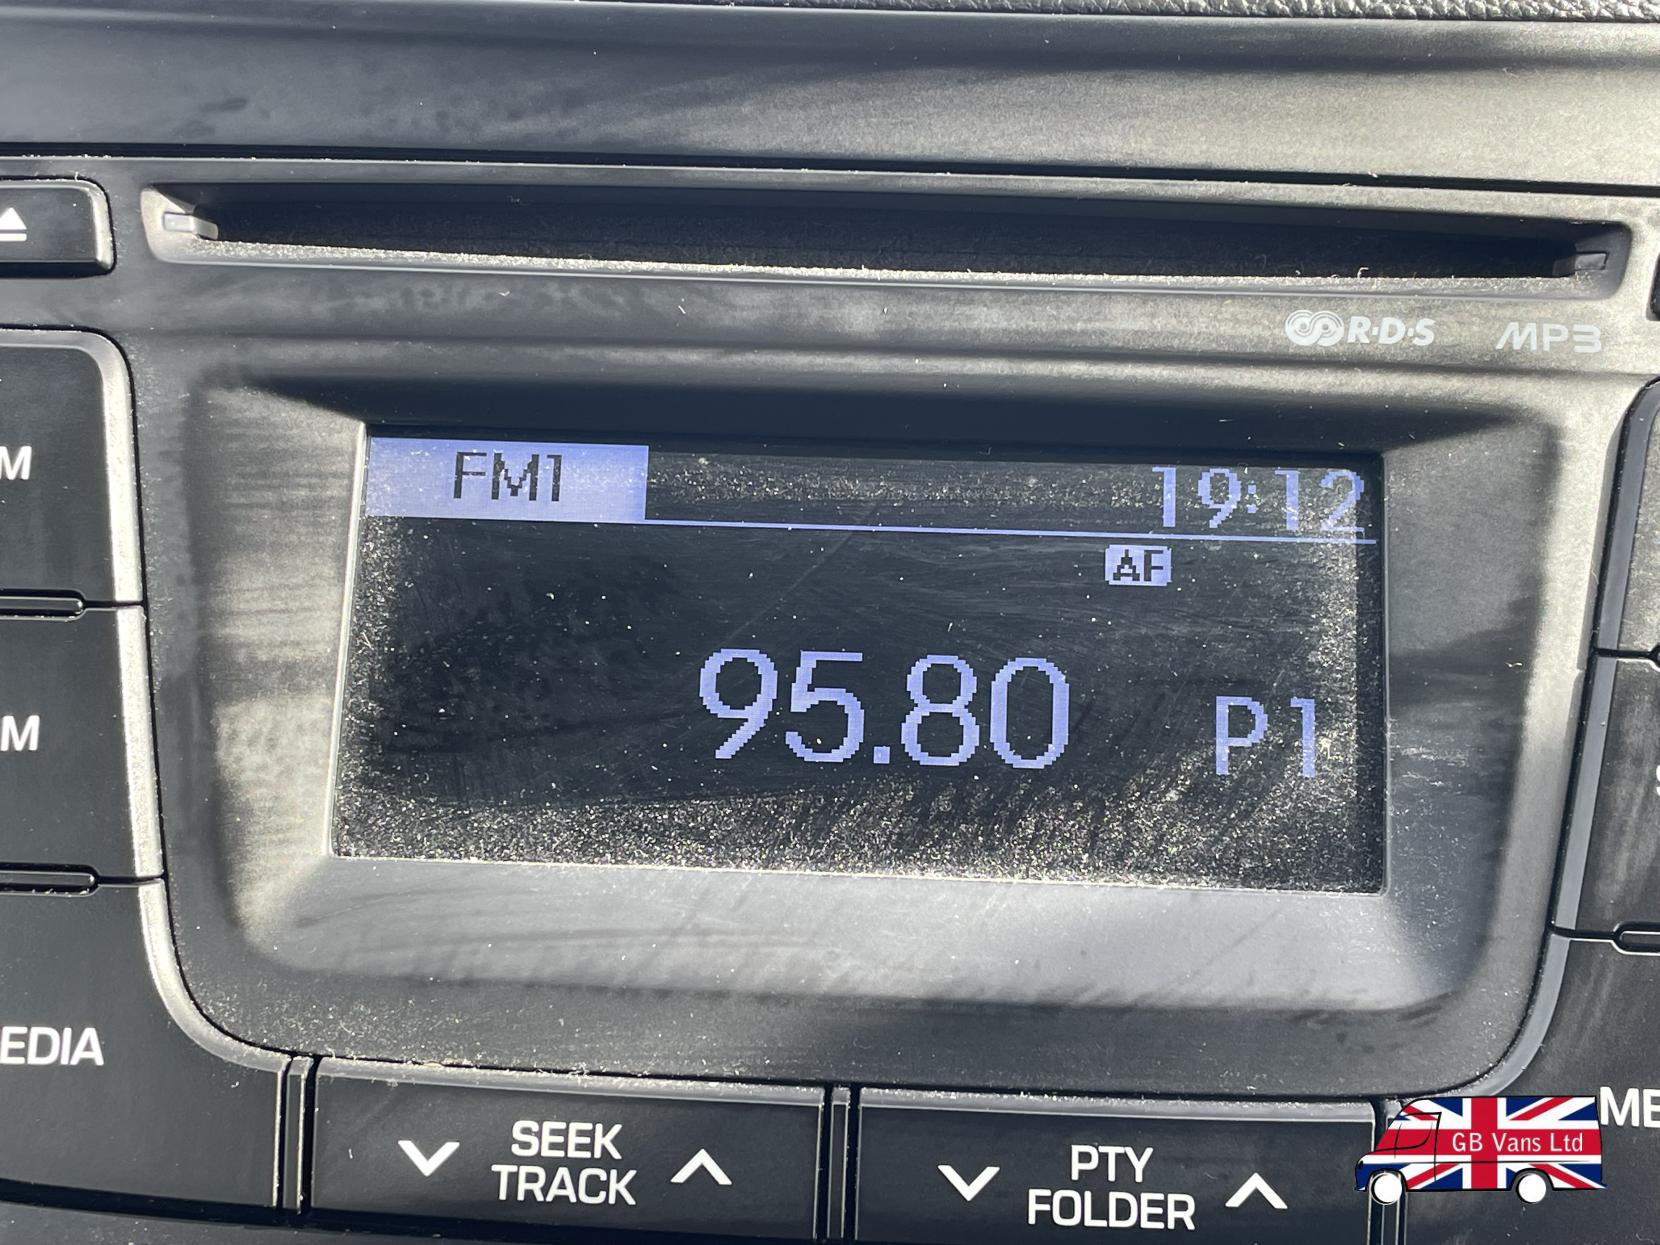 R·D·S
MP3
M
FM1
19:12
AF
95.80
P1
M
EDIA
SEEK
TRACK
PTY
FOLDER
ME
GB Vans Ltd